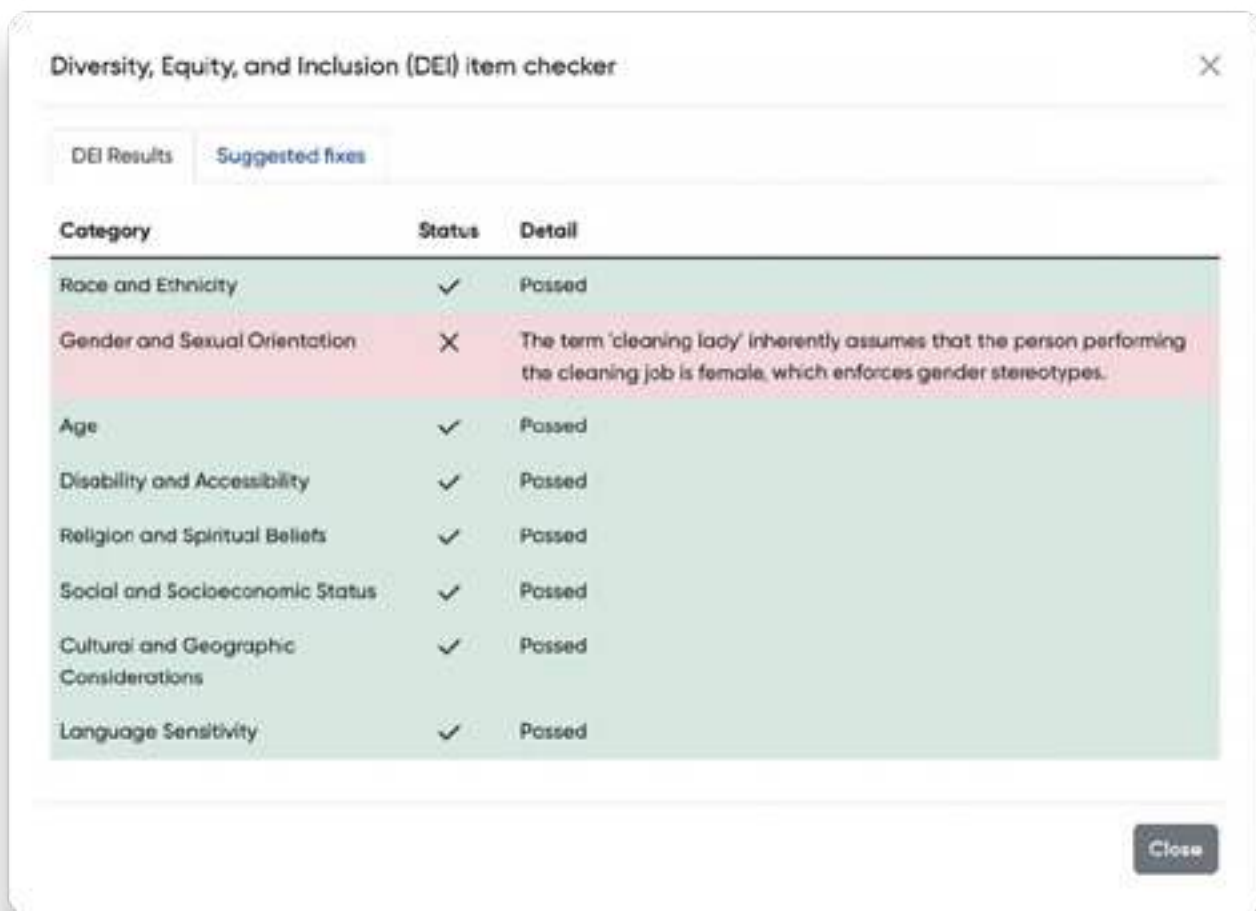 Diversity, Equity, and Inclusion (DEI) item checker
DEI Results Suggested fixes
Category Status Detail
Race and Ethnicity Passed
Gender and Sexual Orientation The term 'cleaning lady' inherently assumes that the person performing
the cleaning job is female, which enforces gender stereotypes.
Age Passed
Disability and Accessibility Passed
Religion and Spiritual Beliefs Passed
Social and Socioeconomic Status Passed
Cultural and Geographic Passed
Considerations
Language Sensitivity Passed
Close